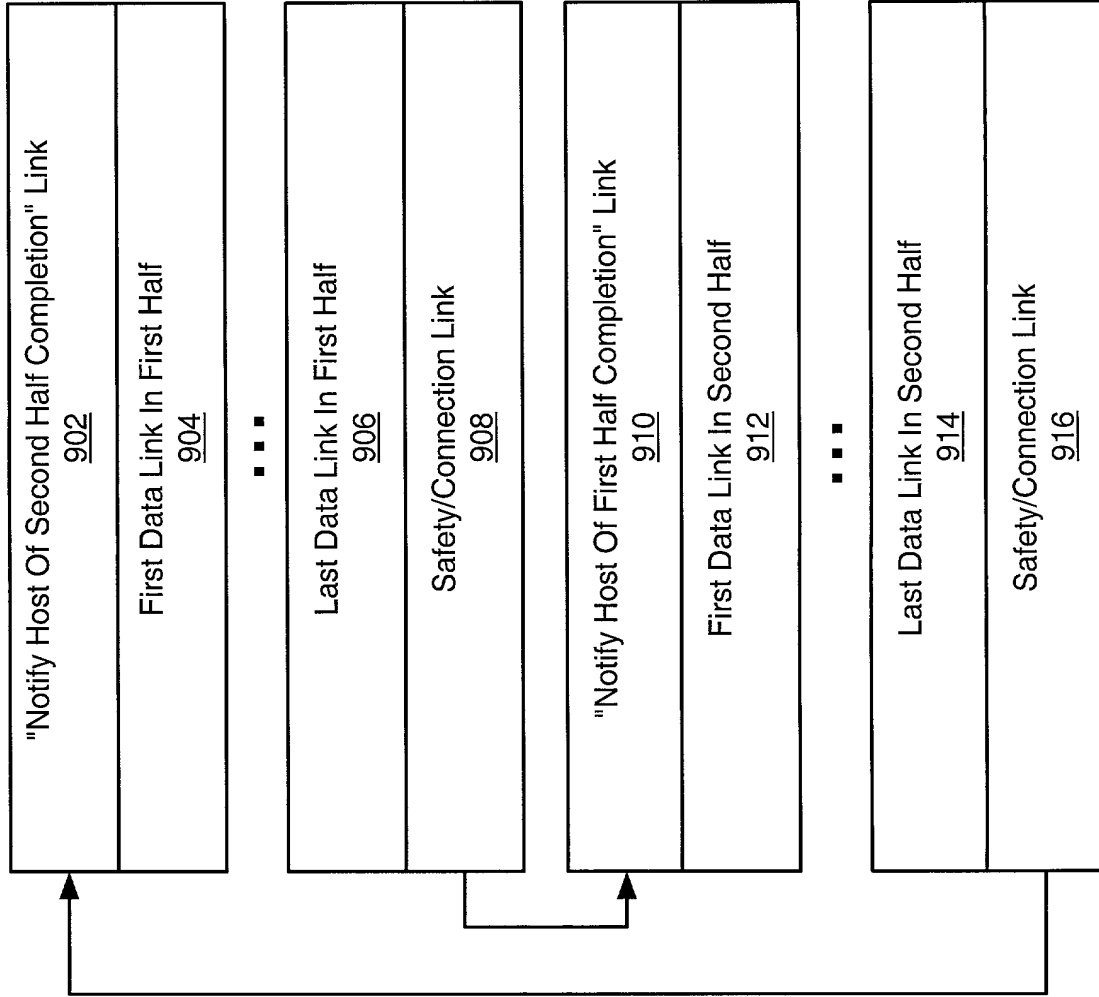 "Notify Host Of Second Half Completion" Link
902
First Data Link In First Half
904
Last Data Link In First Half
906
Safety/Connection Link
908
"Notify Host Of First Half Completion" Link
910
First Data Link In Second Half
912
Last Data Link In Second Half
914
Safety/Connection Link
916